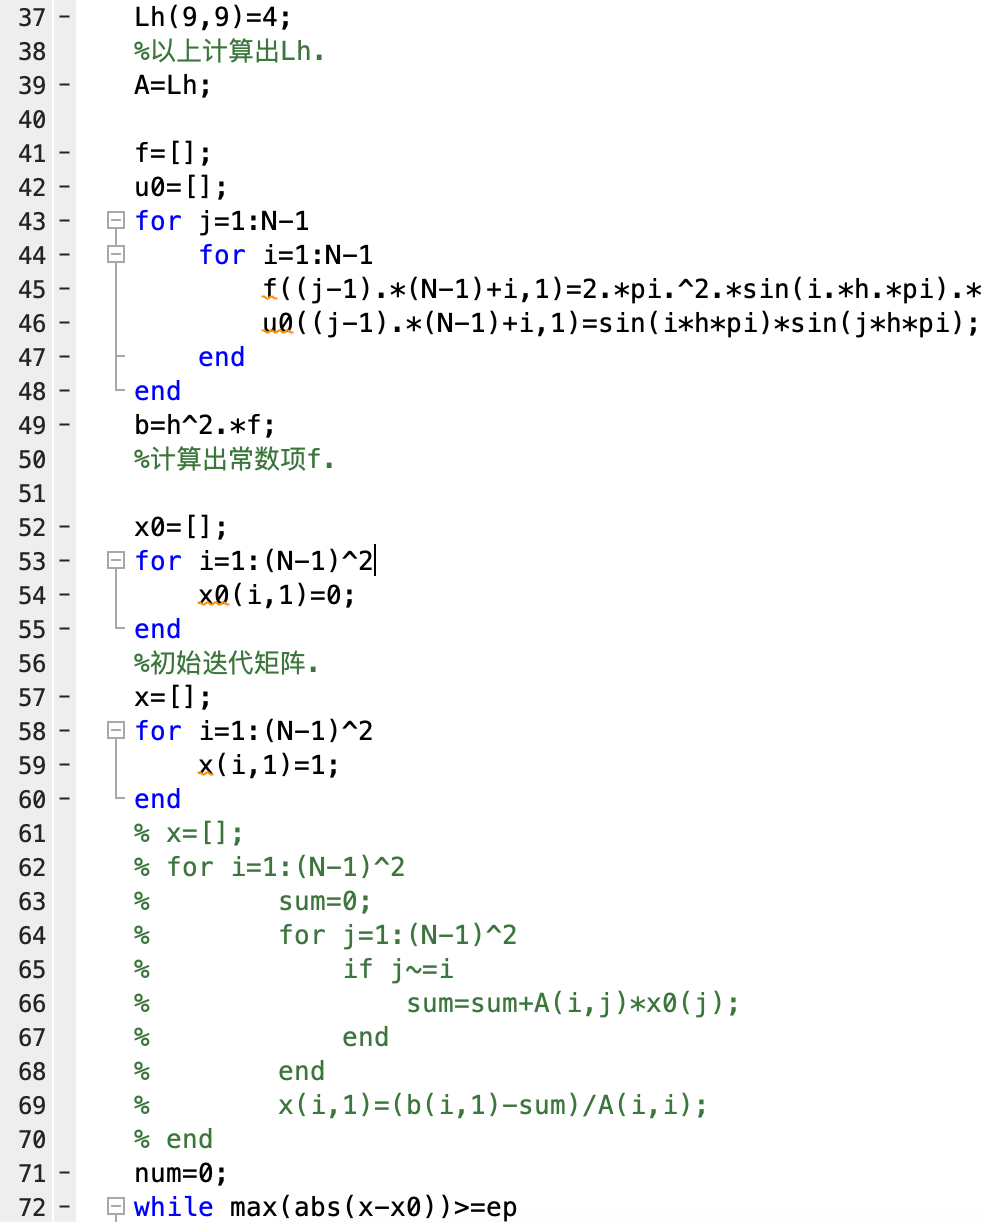 37 - Lh(9,9)=4;
38 %以上计算出Lh.
39 - A=Lh;
40
41 - f=[];
42 - u0=[];
43 - for j=1:N-1
44 - for i=1:N-1
45 - f((j-1).*(N-1)+i,1)=2.*pi.^2.*sin(i.*h.*pi).*
46 - u0((j-1).*(N-1)+i,1)=sin(i*h*pi)*sin(j*h*pi);
47 - end
48 - end
49 - b=h^2.*f;
50 %计算出常数项f.
51
52 - x0=[];
53 - for i=1:(N-1)^2
54 - x0(i,1)=0;
55 - end
56 %初始迭代矩阵.
57 - x=[];
58 - for i=1:(N-1)^2
59 - x(i,1)=1;
60 - end
61 % x=[];
62 % for i=1:(N-1)^2
63 % sum=0;
64 % for j=1:(N-1)^2
65 % if j~=i
66 % sum=sum+A(i,j)*x0(j);
67 % end
68 % end
69 % x(i,1)=(b(i,1)-sum)/A(i,i);
70 % end
71 - num=0;
72 - while max(abs(x-x0))>=ep